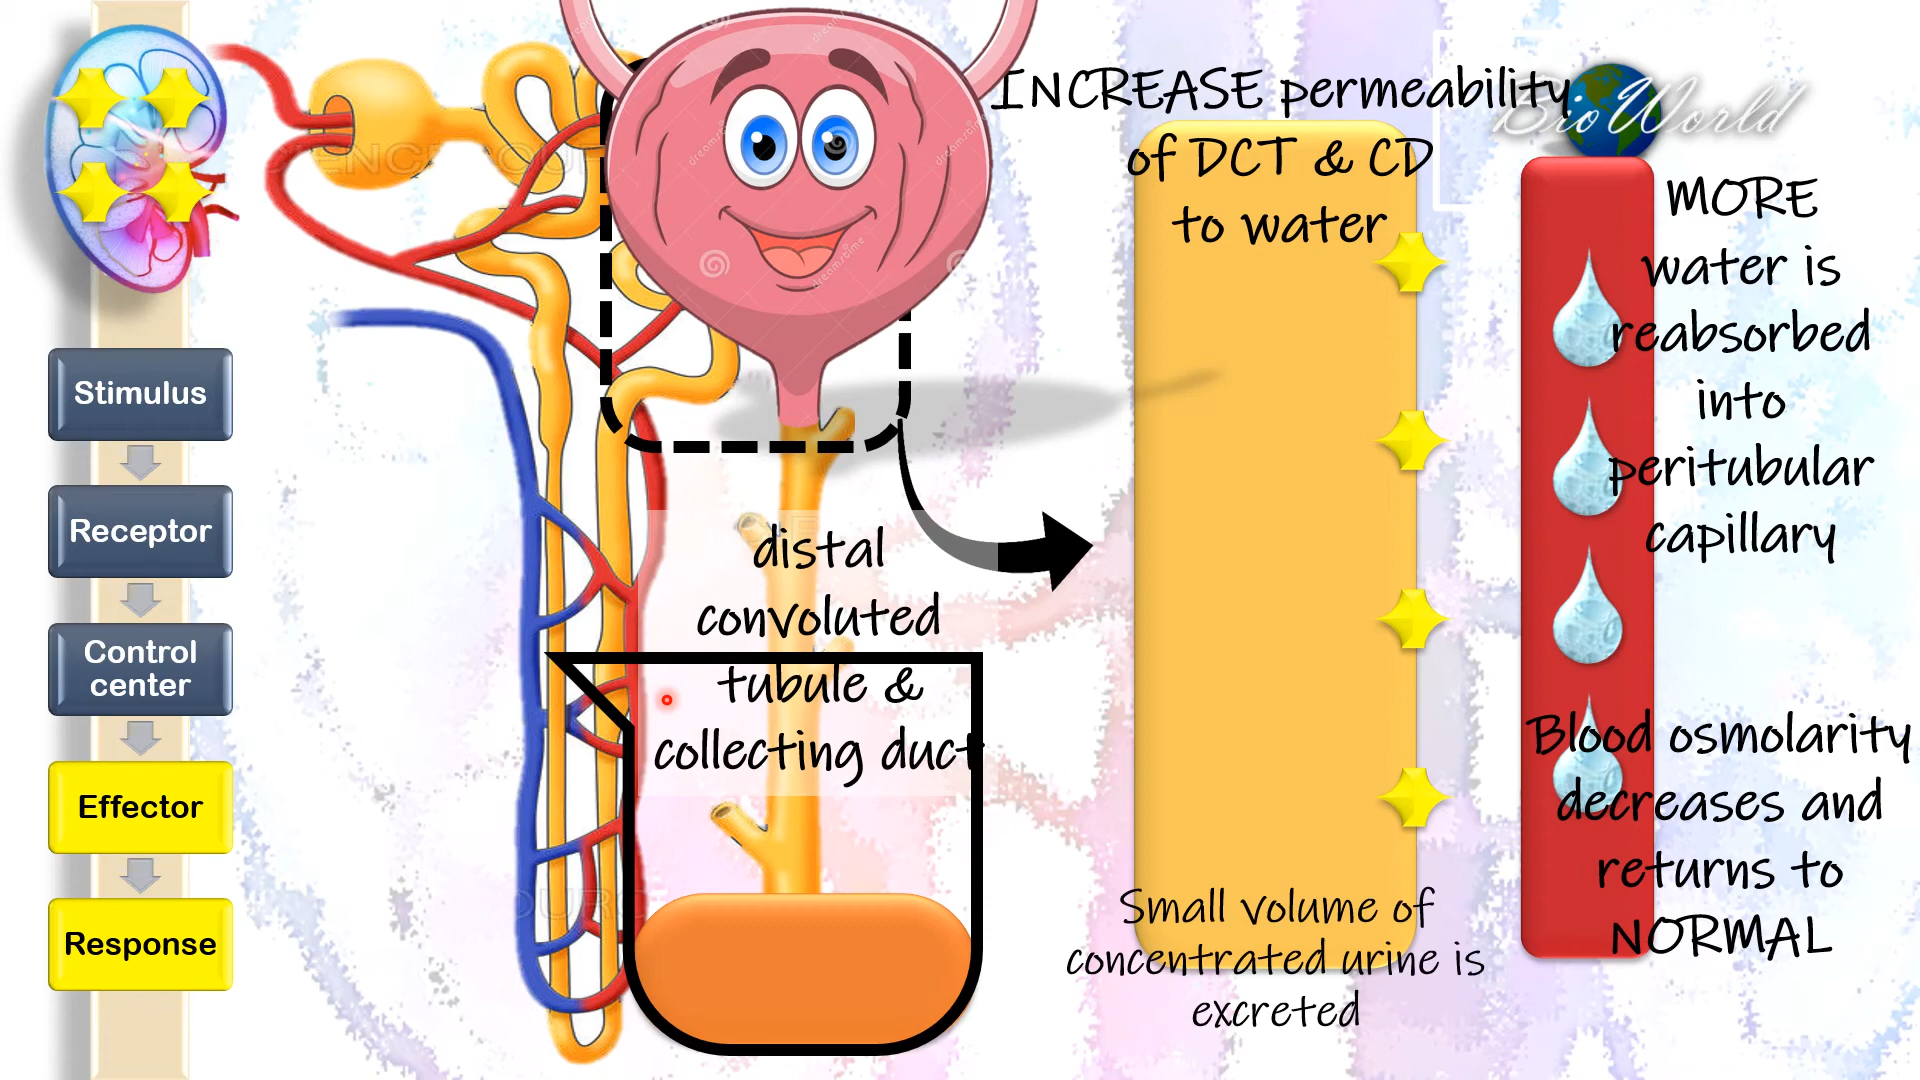 Stimulus
Receptor
Control
center
Effector
Response
distal
convoluted
tubule &
collecting duct
INCREASE permeability
of DCT & CD
to water
Small volume of
concentrated urine is
excreted
BioWorld
MORE
water is
reabsorbed
into
peritubular
capillary
Blood osmolarity
decreases and
returns to
NORMAL